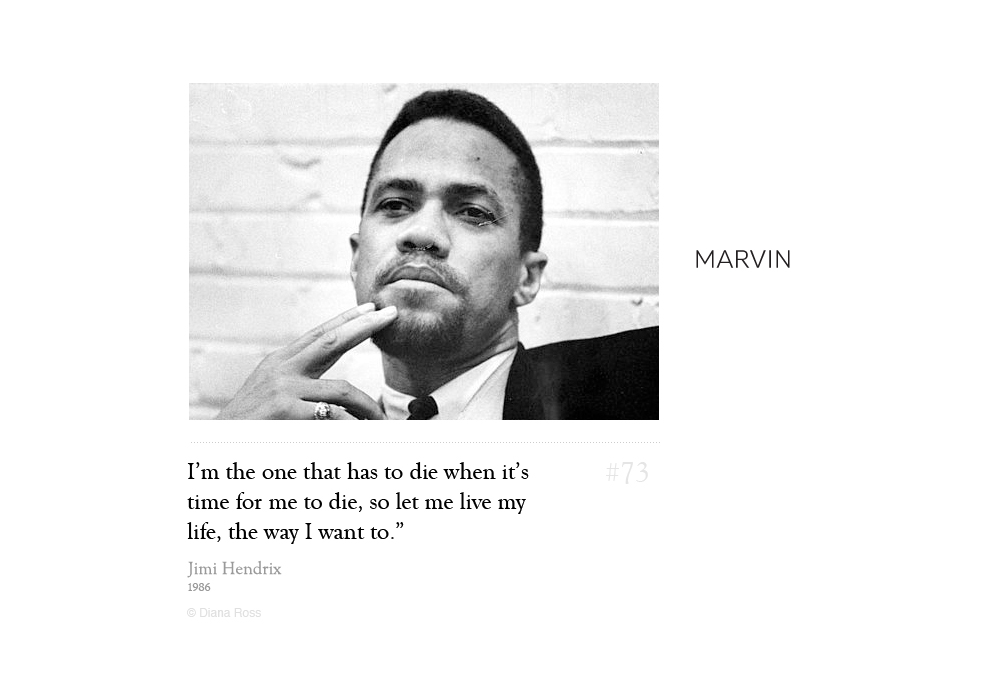 MARVIN
I’m the one that has to die when it’s
time for me to die, so let me live my
life, the way I want to.”
#73
Jimi Hendrix
1986
© Diana Ross